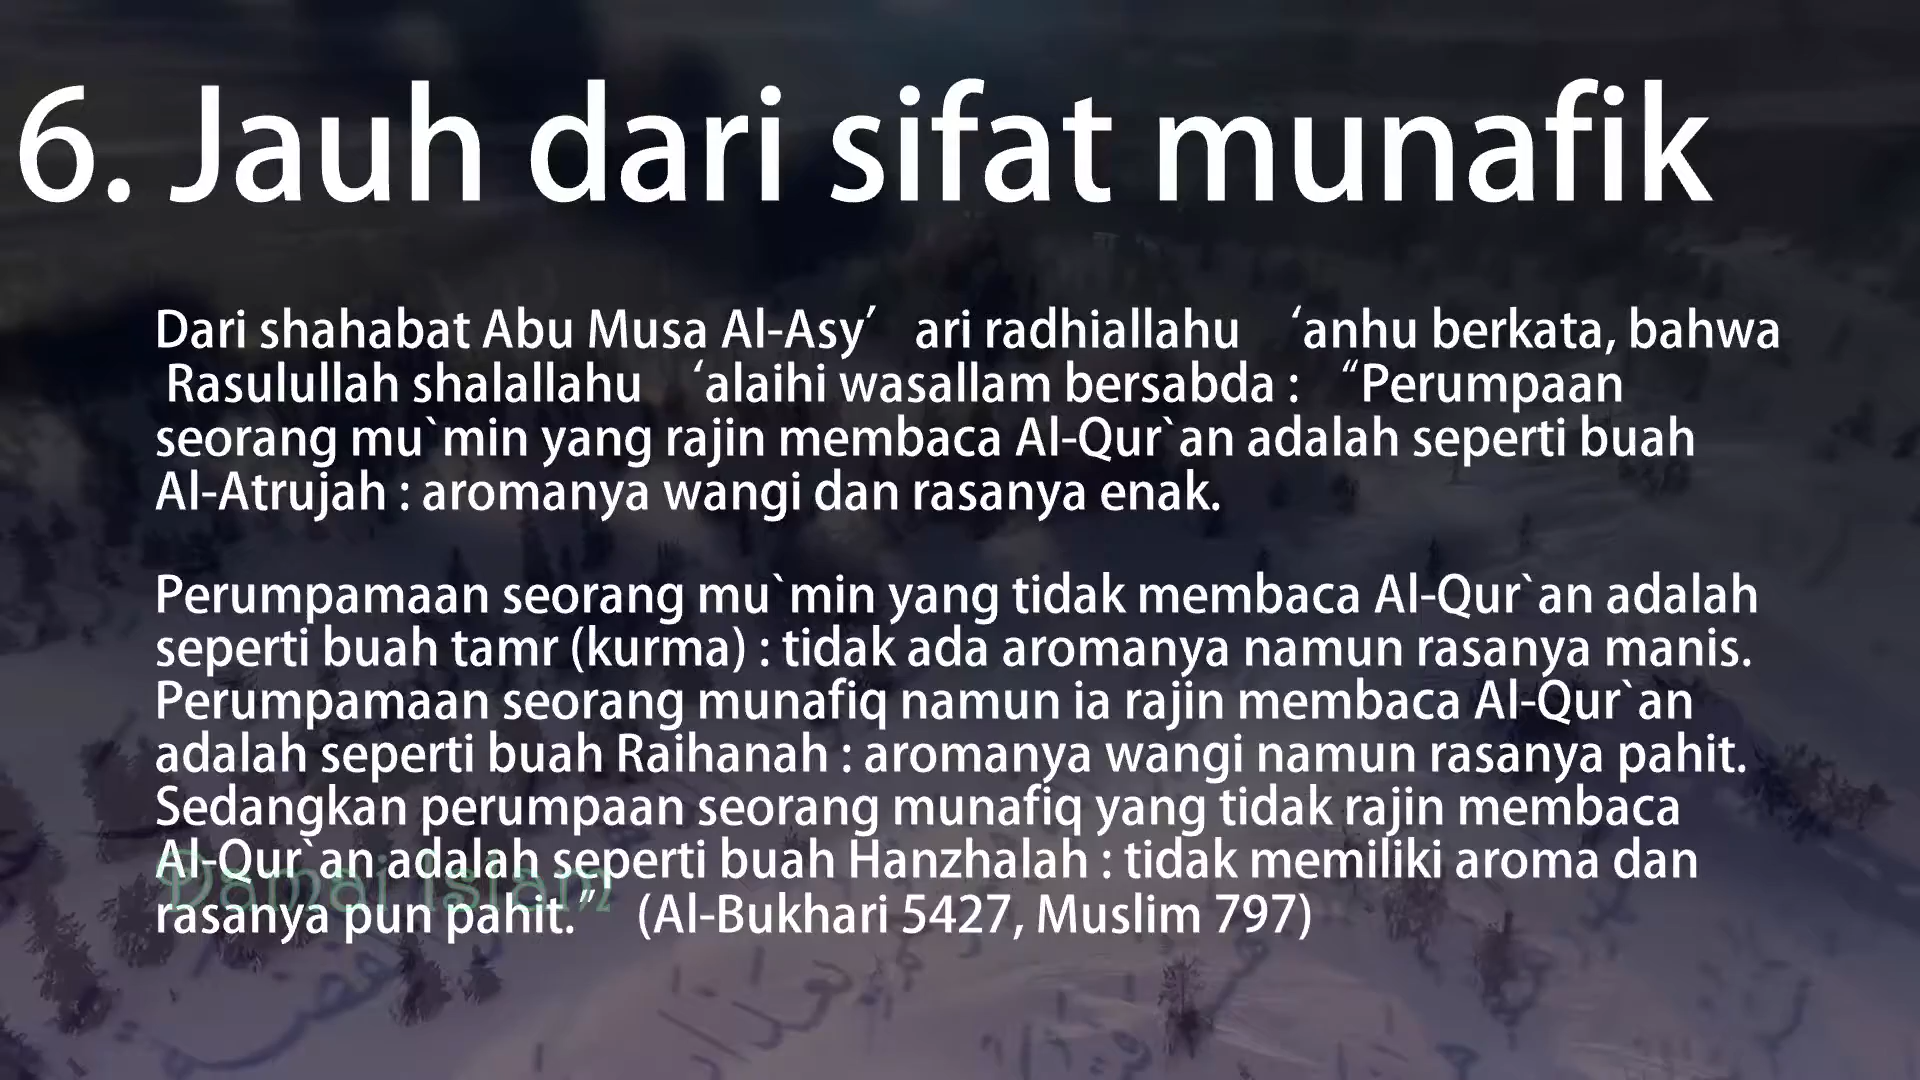 6. Jauh dari sifat munafik
Dari shahabat Abu Musa Al-Asy’ ari radhiallahu ‘anhu berkata, bahwa
Rasulullah shalallahu ‘alaihi wasallam bersabda : “Perumpaan
seorang mu`min yang rajin membaca Al-Qur`an adalah seperti buah
Al-Atrujah : aromanya wangi dan rasanya enak.
Perumpamaan seorang mu`min yang tidak membaca Al-Qur`an adalah
seperti buah tamr (kurma) : tidak ada aromanya namun rasanya manis.
Perumpamaan seorang munafiq namun ia rajin membaca Al-Qur`an
adalah seperti buah Raihanah : aromanya wangi namun rasanya pahit.
Sedangkan perumpaan seorang munafiq yang tidak rajin membaca
Al-Qur`an adalah seperti buah Hanzhalah : tidak memiliki aroma dan
rasanya pun pahit.” (Al-Bukhari 5427, Muslim 797)
Damai Islam